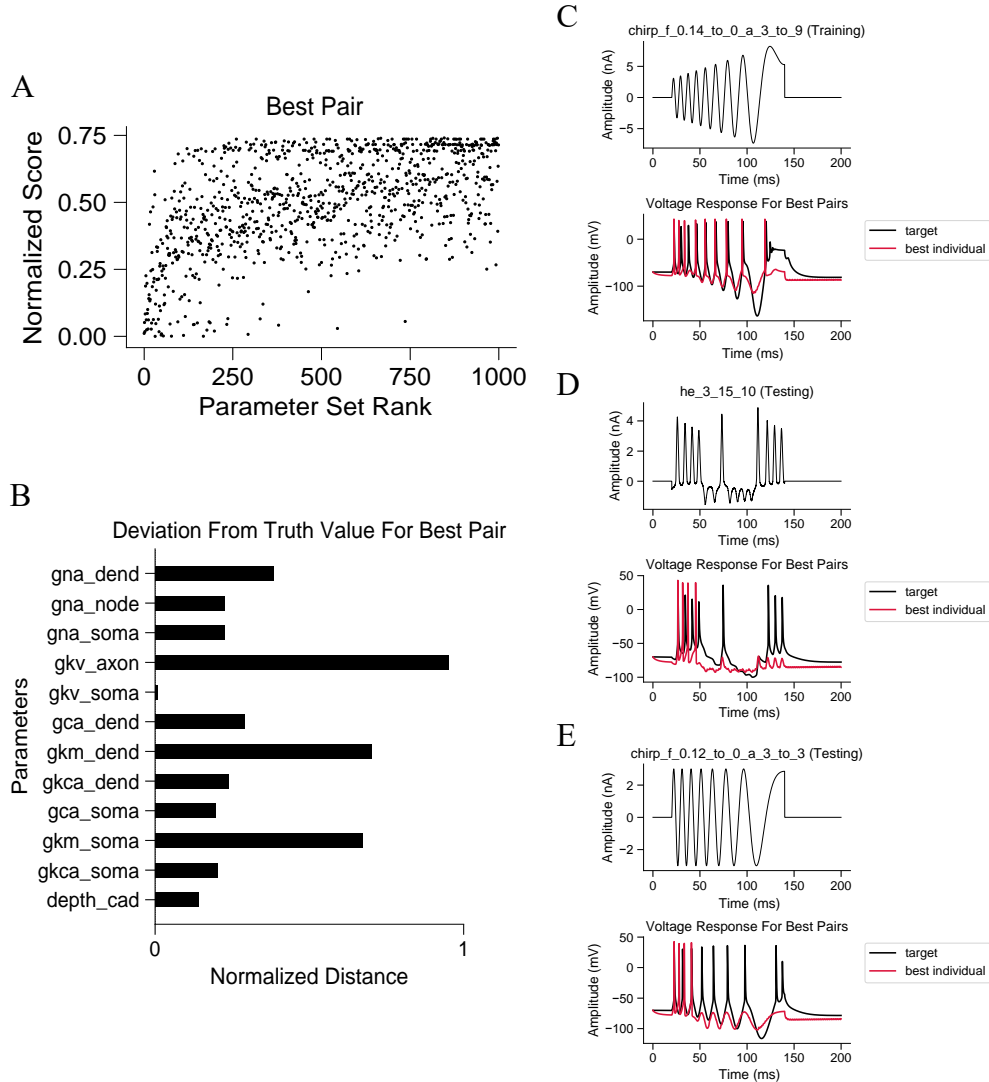 A
Best Pair
Normalized Score
0.75
0.50
0.25
0.00
0 250 500 750 1000
Parameter Set Rank
B
Deviation From Truth Value For Best Pair
Parameters
gna_dend
gna_node
gna_soma
gkv_axon
gkv_soma
gca_dend
gkm_dend
gkca_dend
gca_soma
gkm_soma
gkca_soma
depth_cad
0 1
Normalized Distance
C
chirp_f_0.14_to_0_a_3_to_9 (Training)
Amplitude (nA)
5
0
−5
0 50 100 150 200
Time (ms)
Voltage Response For Best Pairs
Amplitude (mV)
0
−100
0 50 100 150 200
Time (ms)
target
best individual
D
he_3_15_10 (Testing)
Amplitude (nA)
4
2
0
0 50 100 150 200
Time (ms)
Voltage Response For Best Pairs
Amplitude (mV)
50
0
−50
−100
0 50 100 150 200
Time (ms)
target
best individual
E
chirp_f_0.12_to_0_a_3_to_3 (Testing)
Amplitude (nA)
2
0
−2
0 50 100 150 200
Time (ms)
Voltage Response For Best Pairs
Amplitude (mV)
50
0
−50
−100
0 50 100 150 200
Time (ms)
target
best individual